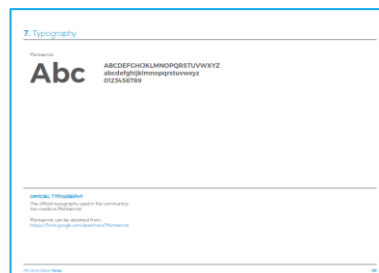 7. Typography
Montserrat
Abc
ABCDEFGHIJKLMNOPQRSTUVWXYZ
abcdefghijklmnopqrstuvwxyz
0123456789
OFFICIAL TYPOGRAPHY
The official typography used in the communica-
tion media is Montserrat.
Montserrat can be obtained from:
https://fonts.google.com/specimen/Montserrat